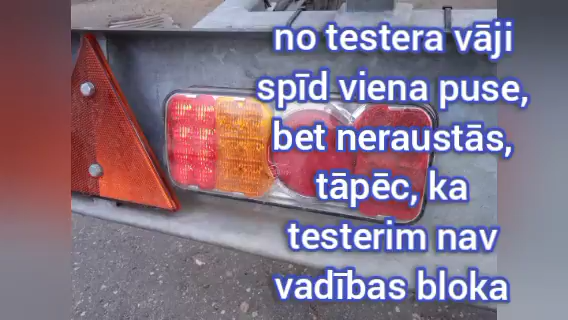 no testera vāji
spīd viena puse,
bet neraustās,
tāpēc, ka
testerim nav
vadības bloka